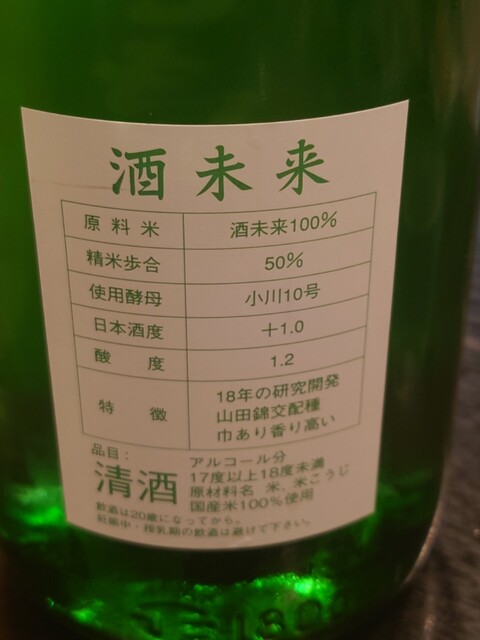 酒未来
原料米 酒未来100%
精米歩合 50%
使用酵母 小川10号
日本酒度 +1.0
酸度 1.2
特徴 18年の研究開発
山田錦交配種
巾あり香り高い
品目:
清酒
アルコール分
17度以上18度未満
原材料名 米、米こうじ
国産米100%使用
飲酒は20歳になってから。
妊娠中・授乳期の飲酒は避けて下さい。